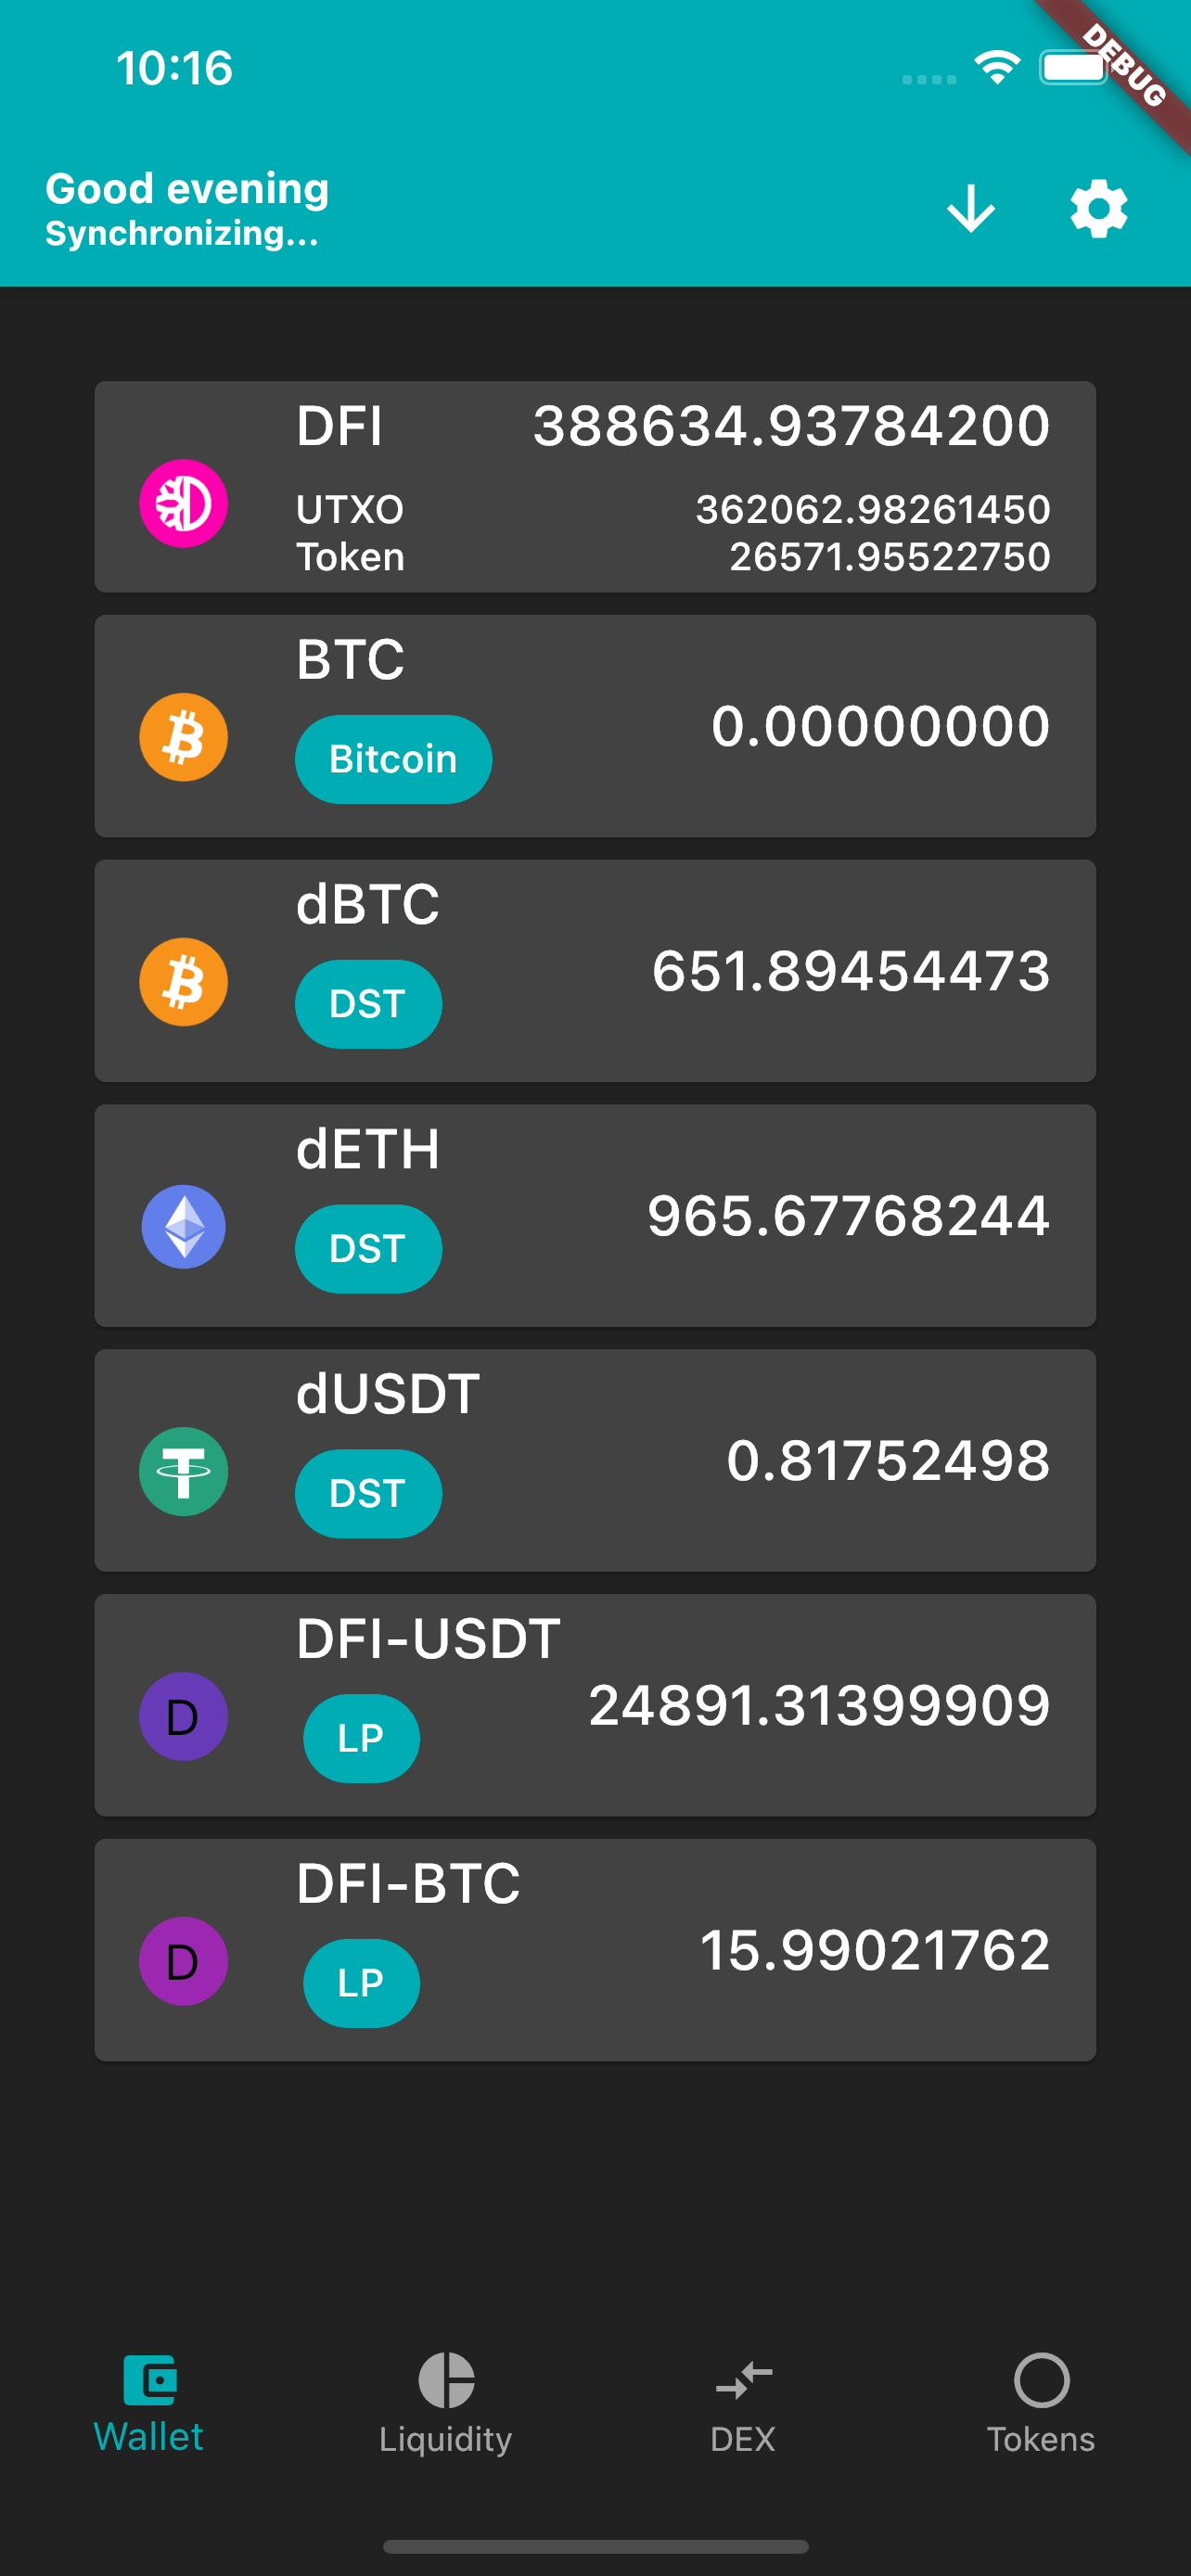 10:16
DEBUG
Good evening
Synchronizing...
DFI 388634.93784200
UTXO 362062.98261450
Token 26571.95522750
BTC
Bitcoin
0.00000000
dBTC
DST
651.89454473
dETH
DST
965.67768244
dUSDT
DST
0.81752498
DFI-USDT
D
LP
24891.31399909
DFI-BTC
D
LP
15.99021762
Wallet Liquidity DEX Tokens